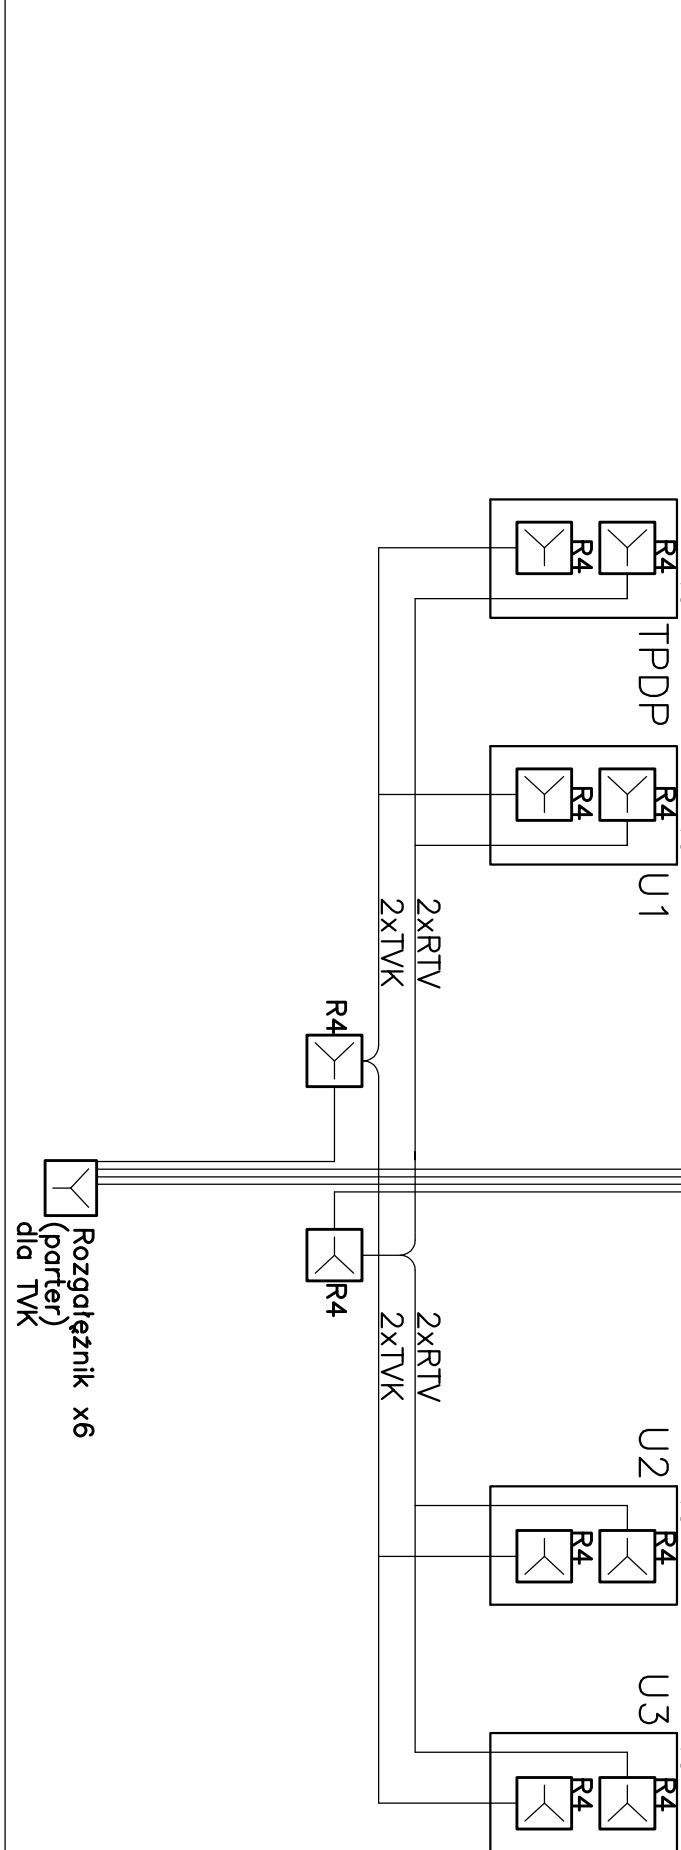 R4
R4
R4
R4
TPDP
U1
U2
U3
R4
R4
R4
R4
2xRTV
2xRTV
2xTVK
2xTVK
R4
R4
Rozgałęźnik x6
(parter)
dla TVK